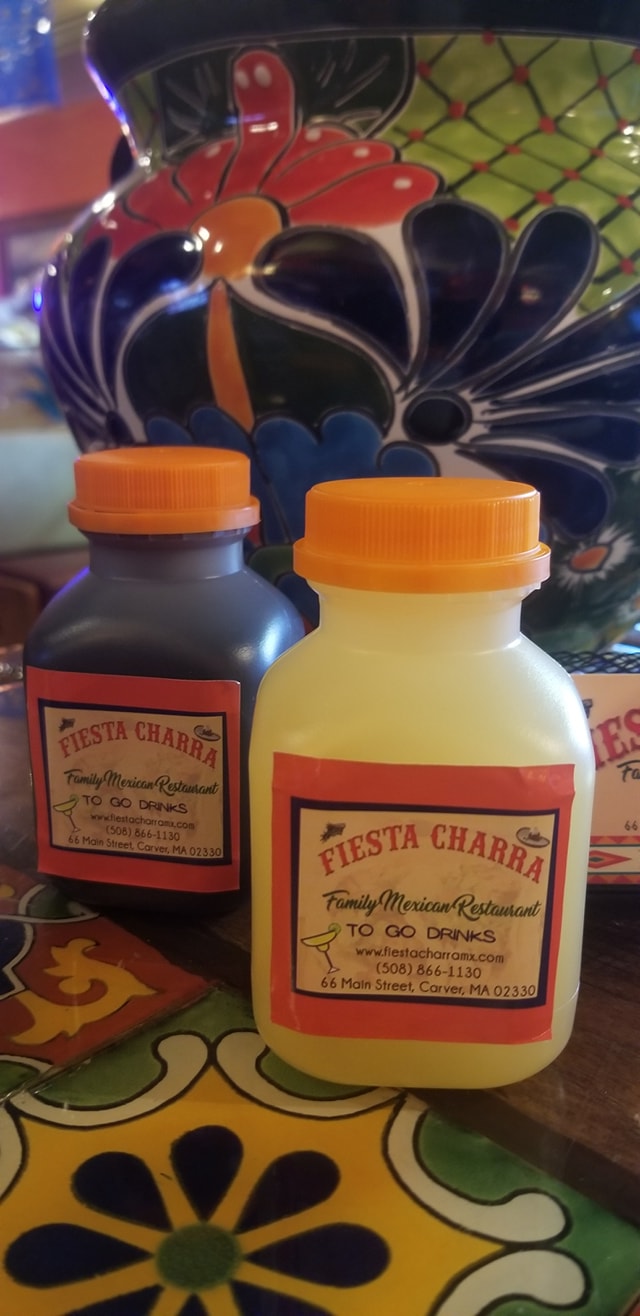 FIESTA CHARRA
Family Mexican Restaurant
TO GO DRINKS
www.fiestacharramx.com
(508) 866-1130
66 Main Street, Carver, MA 02330
FIESTA CHARRA
Family Mexican Restaurant
TO GO DRINKS
www.fiestacharramx.com
(508) 866-1130
66 Main Street, Carver, MA 02330
66